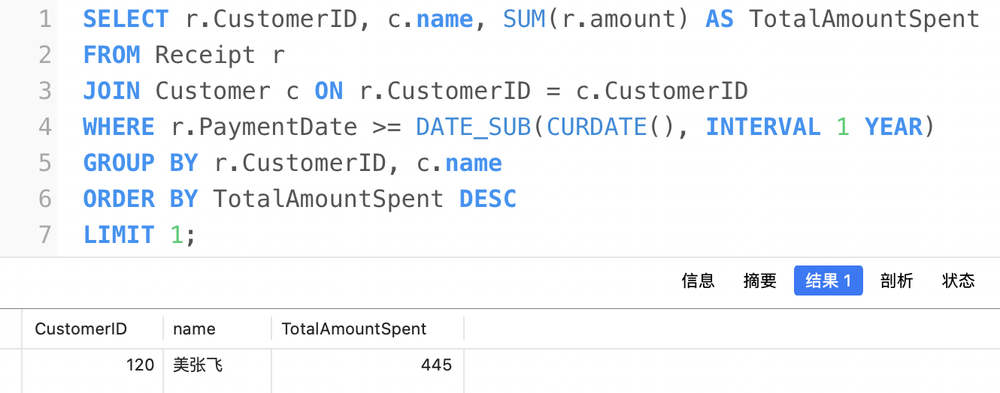 1 SELECT r.CustomerID, c.name, SUM(r.amount) AS TotalAmountSpent
2 FROM Receipt r
3 JOIN Customer c ON r.CustomerID = c.CustomerID
4 WHERE r.PaymentDate >= DATE_SUB(CURDATE(), INTERVAL 1 YEAR)
5 GROUP BY r.CustomerID, c.name
6 ORDER BY TotalAmountSpent DESC
7 LIMIT 1;
信息 摘要 结果 1 剖析 状态
CustomerID name TotalAmountSpent
120 美张飞 445